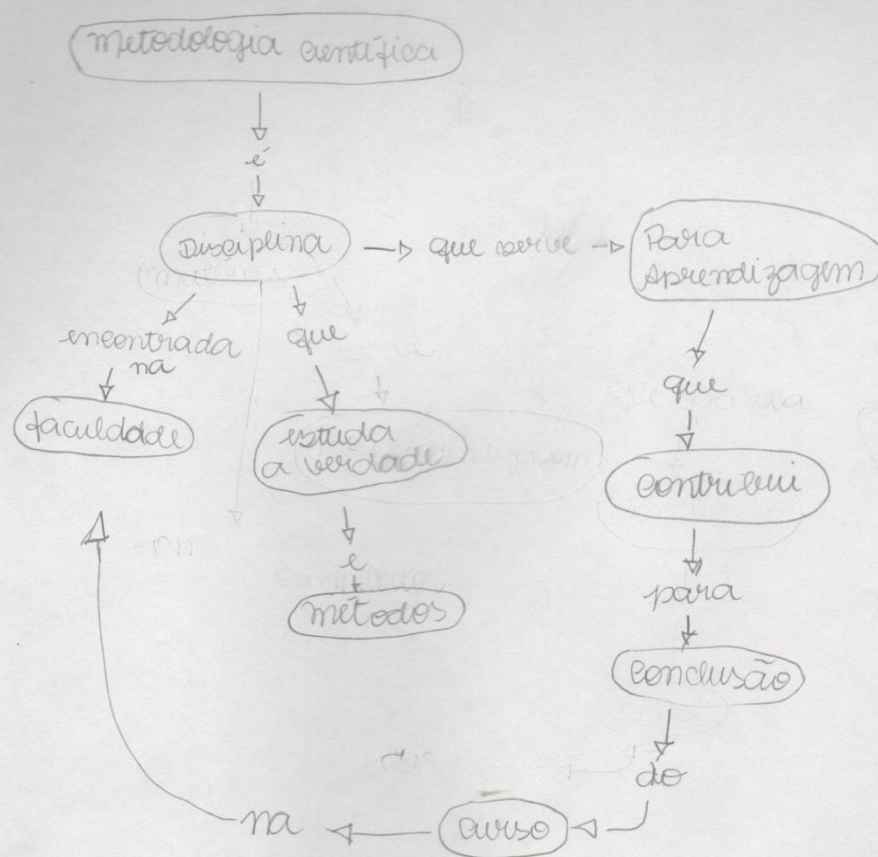 metodologia científica
é
Disciplina
que serve
Para
Aprendizagem
encontrada
na
faculdade
que
estuda
a verdade
e
métodos
que
contribui
para
conclusão
do
curso
na